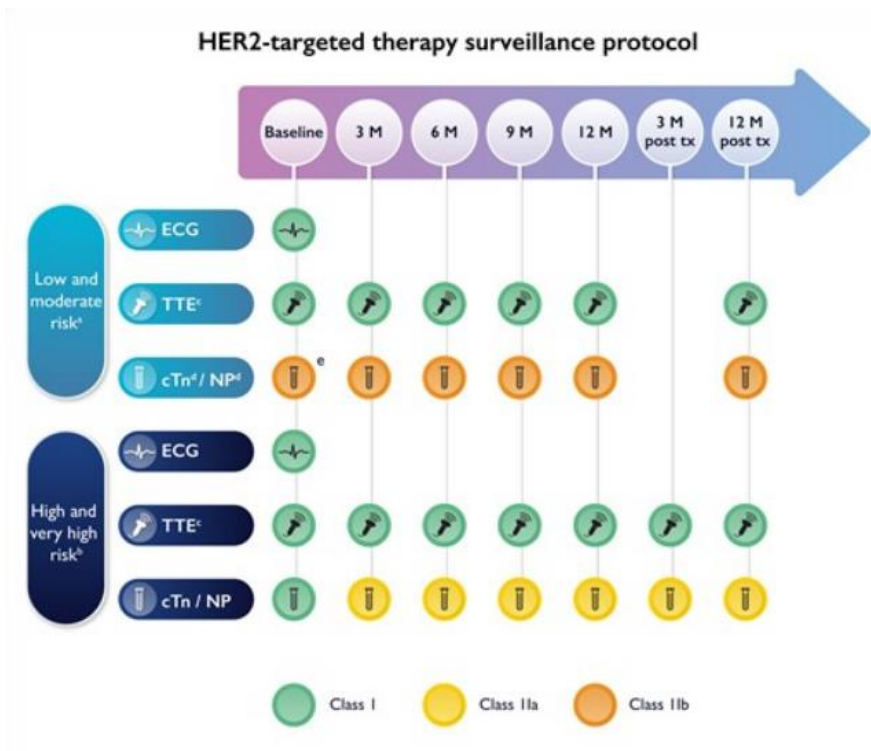 HER2-targeted therapy surveillance protocol
Baseline
3 M
6 M
9 M
12 M
3 M
post tx
12 M
post tx
Low and
moderate
riskᵃ
ECG
TTEᶜ
cTnᵈ / NPᵈ
e
High and
very high
riskᵇ
ECG
TTEᶜ
cTn / NP
Class I
Class IIa
Class IIb